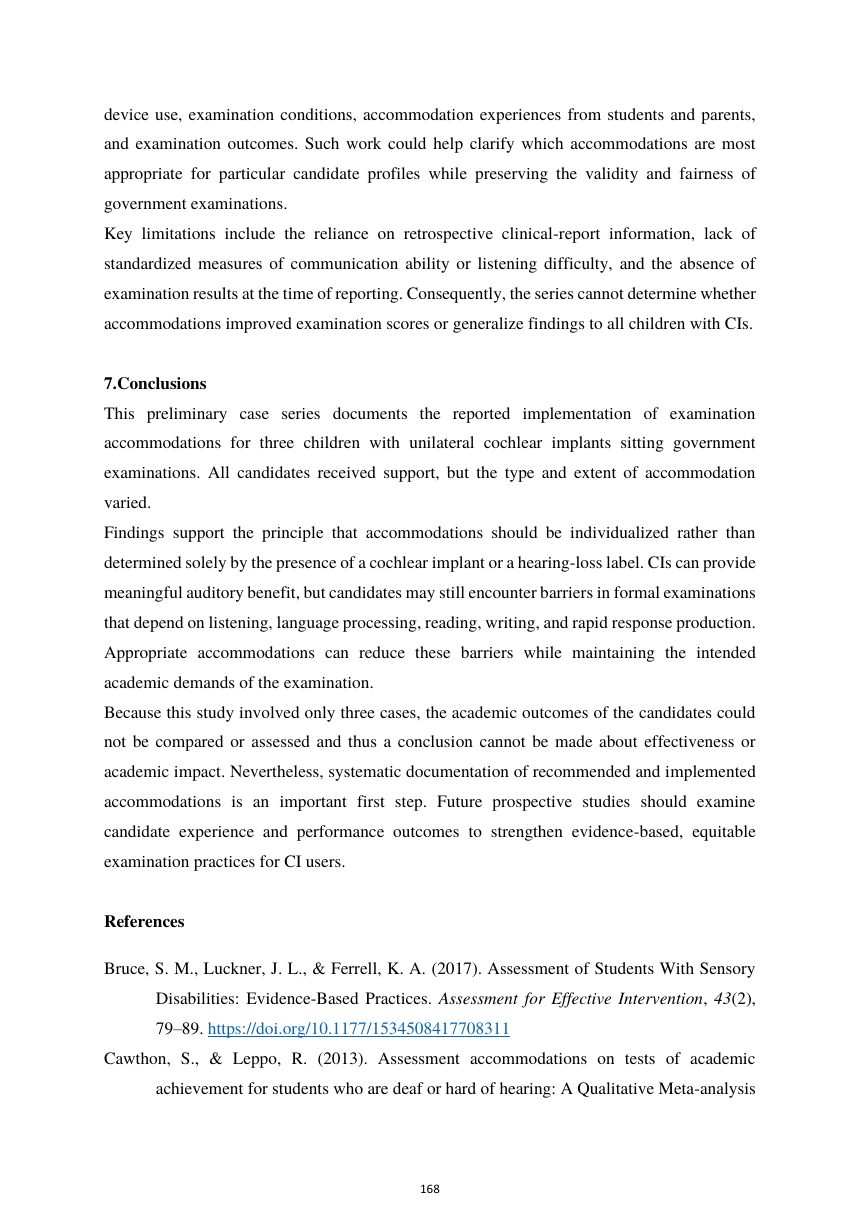 device use, examination conditions, accommodation experiences from students and parents,
and examination outcomes. Such work could help clarify which accommodations are most
appropriate for particular candidate profiles while preserving the validity and fairness of
government examinations.
Key limitations include the reliance on retrospective clinical-report information, lack of
standardized measures of communication ability or listening difficulty, and the absence of
examination results at the time of reporting. Consequently, the series cannot determine whether
accommodations improved examination scores or generalize findings to all children with CIs.
7.Conclusions
This preliminary case series documents the reported implementation of examination
accommodations for three children with unilateral cochlear implants sitting government
examinations. All candidates received support, but the type and extent of accommodation
varied.
Findings support the principle that accommodations should be individualized rather than
determined solely by the presence of a cochlear implant or a hearing-loss label. CIs can provide
meaningful auditory benefit, but candidates may still encounter barriers in formal examinations
that depend on listening, language processing, reading, writing, and rapid response production.
Appropriate accommodations can reduce these barriers while maintaining the intended
academic demands of the examination.
Because this study involved only three cases, the academic outcomes of the candidates could
not be compared or assessed and thus a conclusion cannot be made about effectiveness or
academic impact. Nevertheless, systematic documentation of recommended and implemented
accommodations is an important first step. Future prospective studies should examine
candidate experience and performance outcomes to strengthen evidence-based, equitable
examination practices for CI users.
References
Bruce, S. M., Luckner, J. L., & Ferrell, K. A. (2017). Assessment of Students With Sensory
Disabilities: Evidence-Based Practices. Assessment for Effective Intervention, 43(2),
79–89. https://doi.org/10.1177/1534508417708311
Cawthon, S., & Leppo, R. (2013). Assessment accommodations on tests of academic
achievement for students who are deaf or hard of hearing: A Qualitative Meta-analysis
168